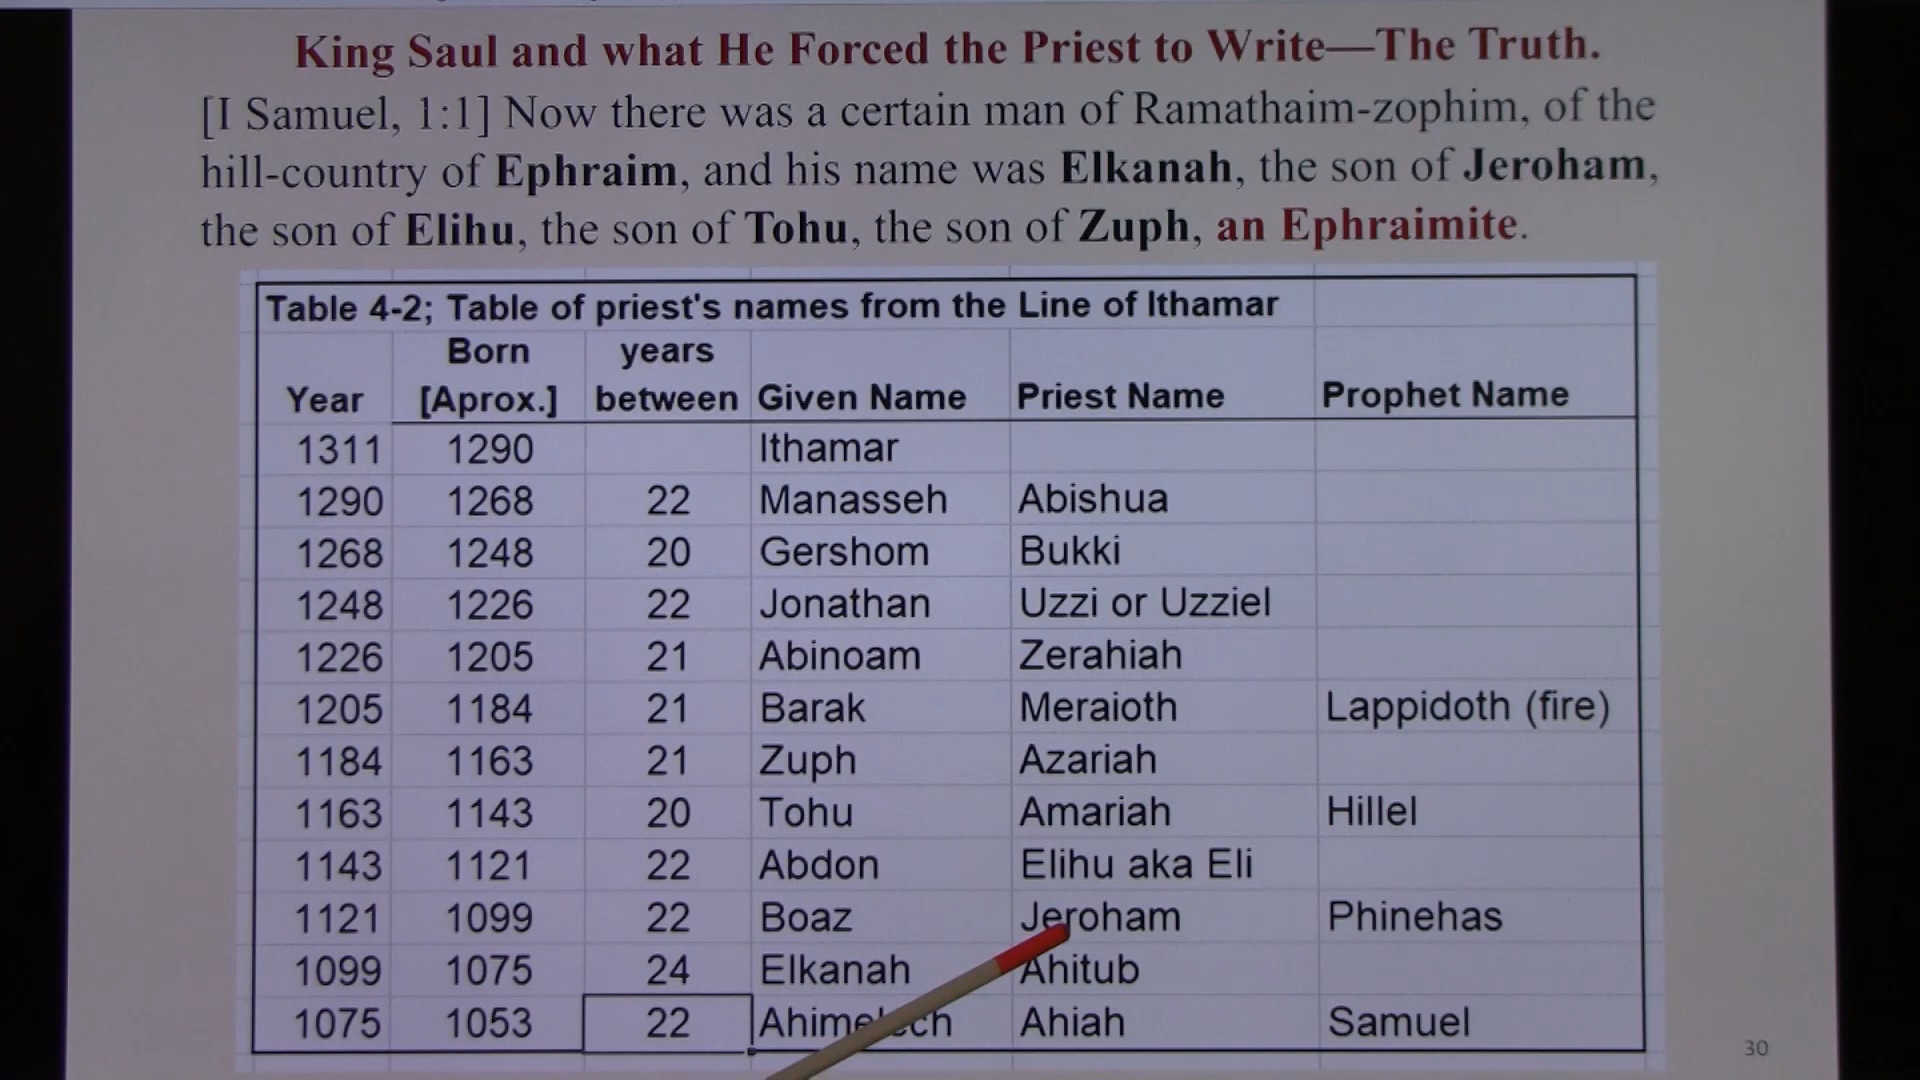 King Saul and what He Forced the Priest to Write—The Truth.
[I Samuel, 1:1] Now there was a certain man of Ramathaim-zophim, of the
hill-country of Ephraim, and his name was Elkanah, the son of Jeroham,
the son of Elihu, the son of Tohu, the son of Zuph, an Ephraimite.
Table 4-2; Table of priest's names from the Line of Ithamar
Born years
Year [Aprox.] between Given Name Priest Name Prophet Name
1311 1290 Ithamar
1290 1268 22 Manasseh Abishua
1268 1248 20 Gershom Bukki
1248 1226 22 Jonathan Uzzi or Uzziel
1226 1205 21 Abinoam Zerahiah
1205 1184 21 Barak Meraioth Lappidoth (fire)
1184 1163 21 Zuph Azariah
1163 1143 20 Tohu Amariah Hillel
1143 1121 22 Abdon Elihu aka Eli
1121 1099 22 Boaz Jeroham Phinehas
1099 1075 24 Elkanah Ahitub
1075 1053 22 Ahimelech Ahiah Samuel
30